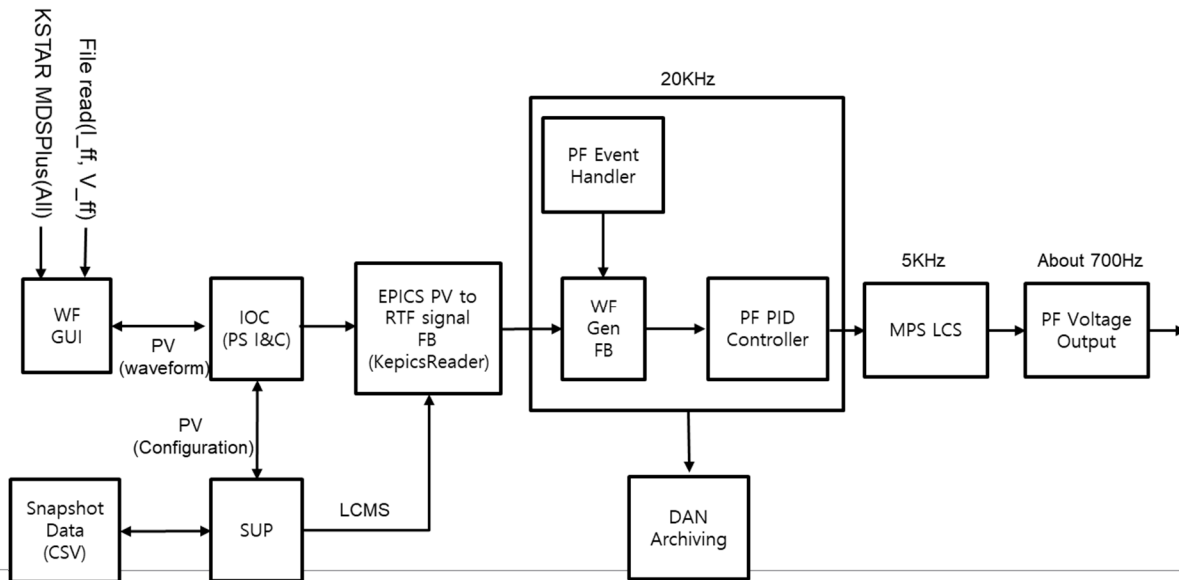 KSTAR MDSPlus(All)
File read(I_ff, V_ff)
20KHz
PF Event
Handler
WF
GUI
PV
(waveform)
IOC
(PS I&C)
EPICS PV to
RTF signal
FB
(KepicsReader)
WF
Gen
FB
PF PID
Controller
5KHz
MPS LCS
About 700Hz
PF Voltage
Output
PV
(Configuration)
Snapshot
Data
(CSV)
SUP
LCMS
DAN
Archiving